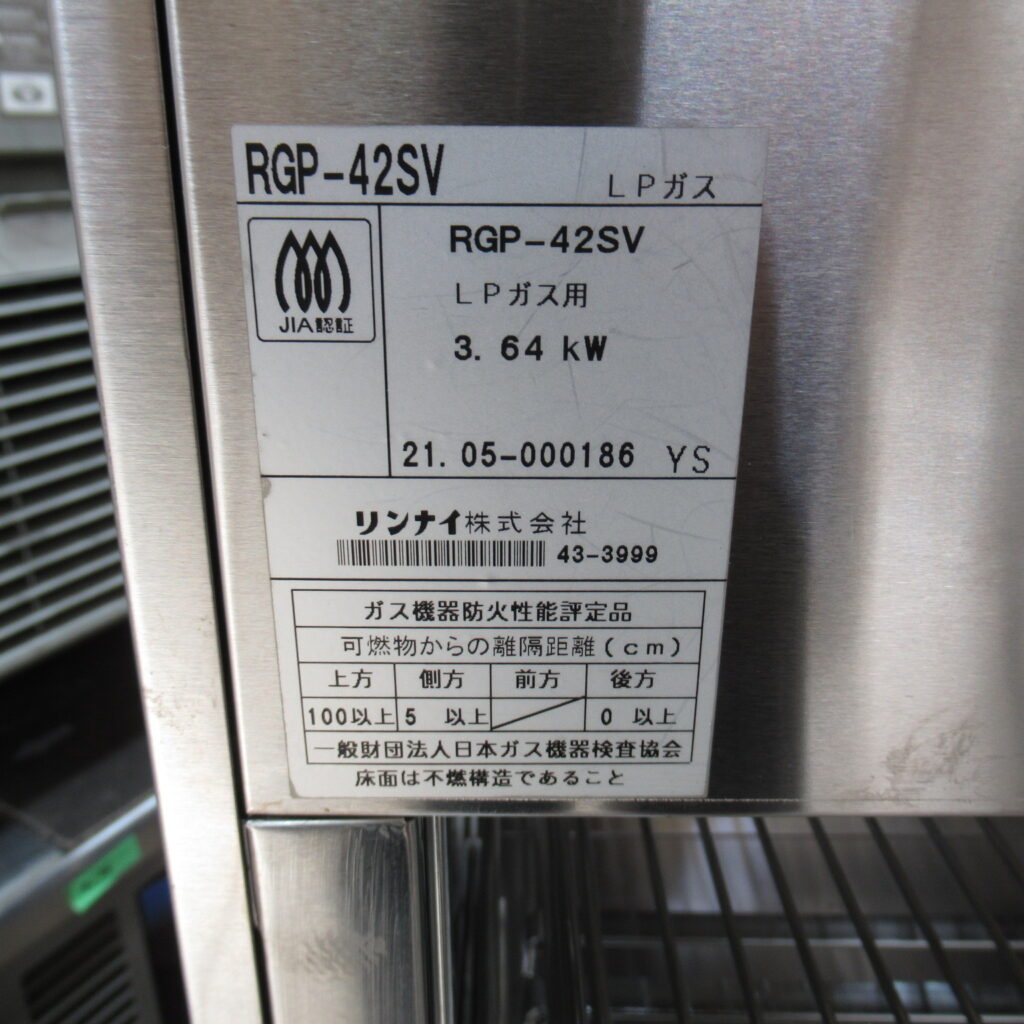 RGP-42SV
LPガス
JIA認証
RGP-42SV
LPガス用
3.64 kW
21.05-000186 YS
リンナイ株式会社
43-3999
ガス機器防火性能評定品
可燃物からの離隔距離(cm)
上方 側方 前方 後方
100以上 5 以上 0 以上
一般財団法人日本ガス機器検査協会
床面は不燃構造であること